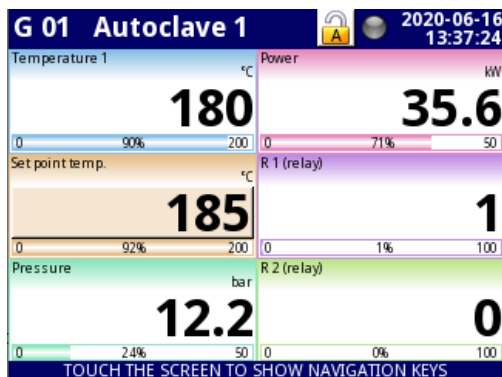 G 01 Autoclave 1 A 2020-06-16
13:37:24
Temperature 1
°C
180
0 90% 200
Power
kW
35.6
0 71% 50
Set point temp.
°C
185
0 92% 200
R 1 (relay)
1
0 1% 100
Pressure
bar
12.2
0 24% 50
R 2 (relay)
0
0 0% 100
TOUCH THE SCREEN TO SHOW NAVIGATION KEYS